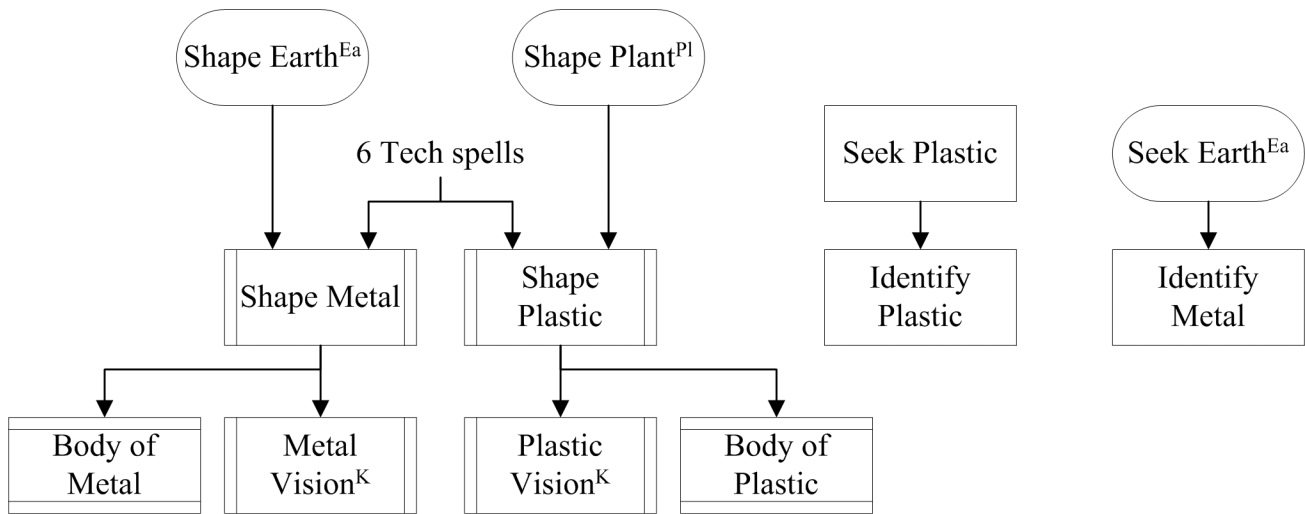 Shape Earth^Ea
Shape Plant^Pl
6 Tech spells
Seek Plastic
Seek Earth^Ea
Shape Metal
Shape
Plastic
Identify
Plastic
Identify
Metal
Body of
Metal
Metal
Vision^K
Plastic
Vision^K
Body of
Plastic